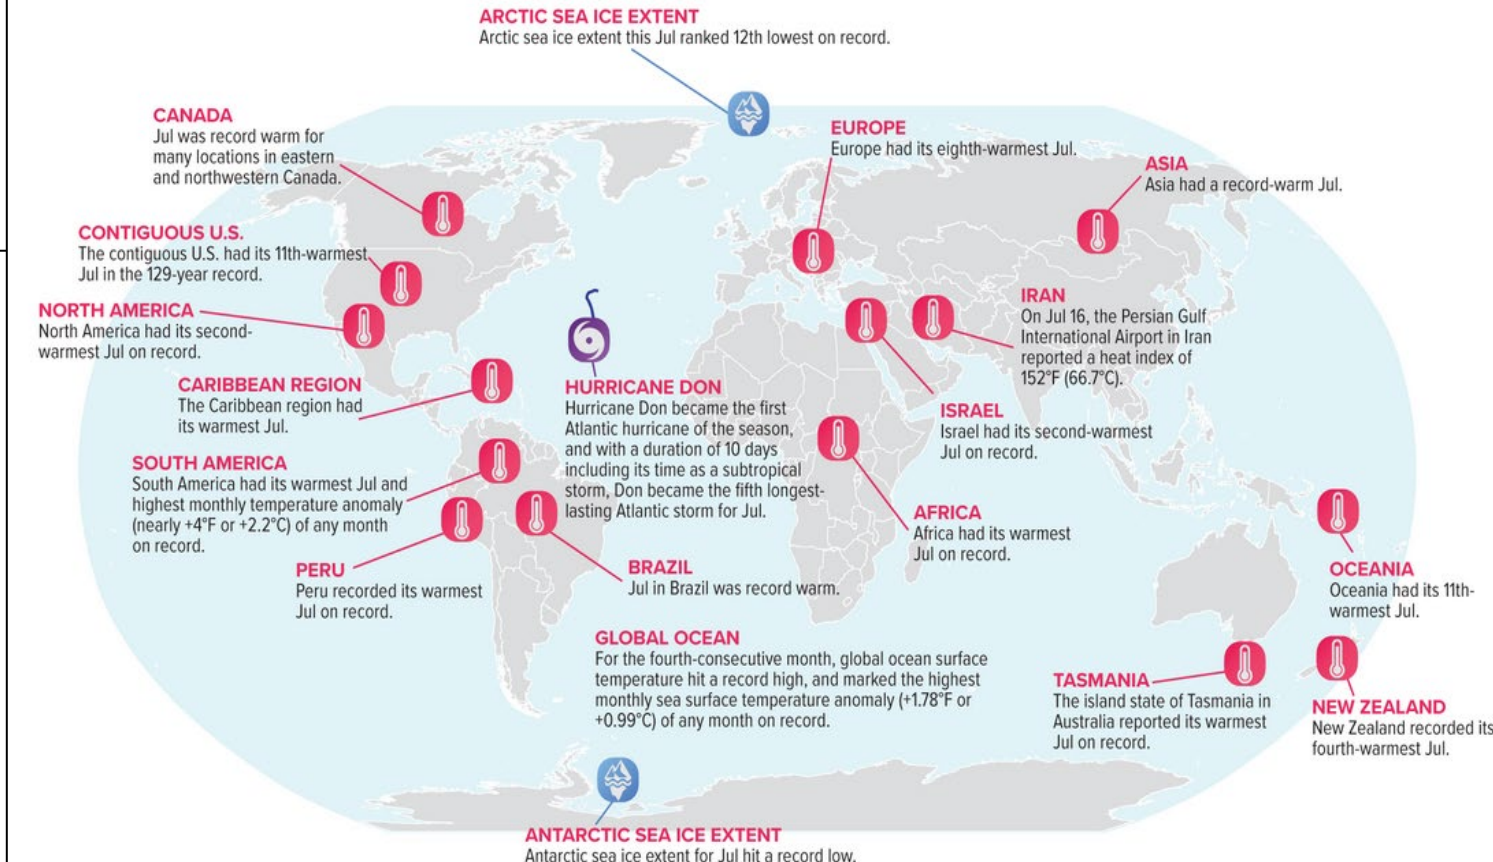 ARCTIC SEA ICE EXTENT
Arctic sea ice extent this Jul ranked 12th lowest on record.
CANADA
Jul was record warm for
many locations in eastern
and northwestern Canada.
EUROPE
Europe had its eighth-warmest Jul.
ASIA
Asia had a record-warm Jul.
CONTIGUOUS U.S.
The contiguous U.S. had its 11th-warmest
Jul in the 129-year record.
NORTH AMERICA
North America had its second-
warmest Jul on record.
IRAN
On Jul 16, the Persian Gulf
International Airport in Iran
reported a heat index of
152°F (66.7°C).
CARIBBEAN REGION
The Caribbean region had
its warmest Jul.
HURRICANE DON
Hurricane Don became the first
Atlantic hurricane of the season,
and with a duration of 10 days
including its time as a subtropical
storm, Don became the fifth longest-
lasting Atlantic storm for Jul.
ISRAEL
Israel had its second-warmest
Jul on record.
SOUTH AMERICA
South America had its warmest Jul and
highest monthly temperature anomaly
(nearly +4°F or +2.2°C) of any month
on record.
AFRICA
Africa had its warmest
Jul on record.
PERU
Peru recorded its warmest
Jul on record.
BRAZIL
Jul in Brazil was record warm.
OCEANIA
Oceania had its 11th-
warmest Jul.
GLOBAL OCEAN
For the fourth-consecutive month, global ocean surface
temperature hit a record high, and marked the highest
monthly sea surface temperature anomaly (+1.78°F or
+0.99°C) of any month on record.
TASMANIA
The island state of Tasmania in
Australia reported its warmest
Jul on record.
NEW ZEALAND
New Zealand recorded its
fourth-warmest Jul.
ANTARCTIC SEA ICE EXTENT
Antarctic sea ice extent for Jul hit a record low.